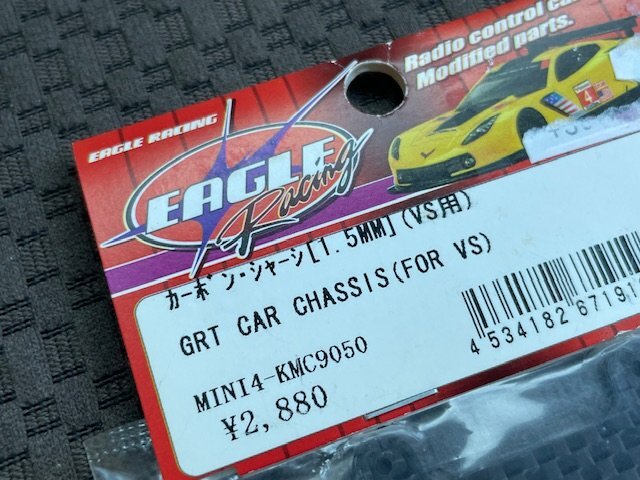 Radio control car
Modified parts.
EAGLE RACING
EAGLE
Racing
4
ｶｰﾎﾞﾝ･ｼｬｰｼ[1.5MM](VS用)
GRT CAR CHASSIS(FOR VS)
4 534182 67191
MINI4-KMC9050
¥2,880